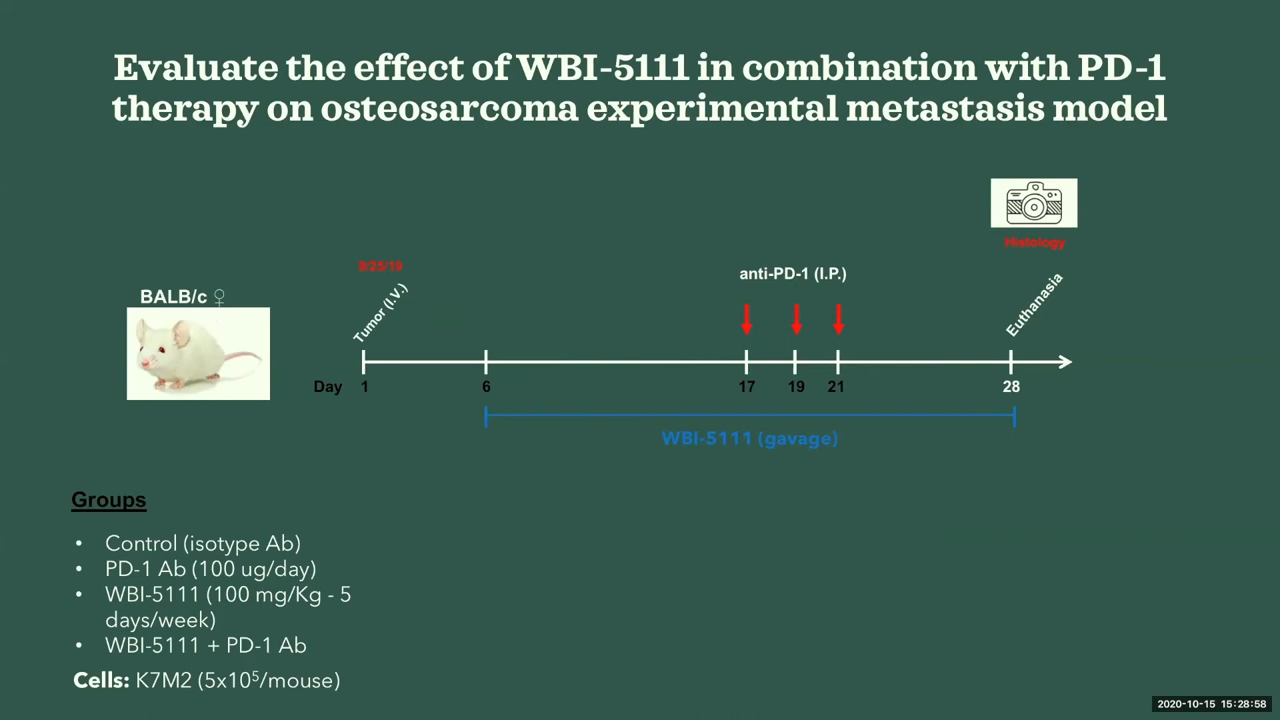 Evaluate the effect of WBI-5111 in combination with PD-1
therapy on osteosarcoma experimental metastasis model
Histology
9/25/19
anti-PD-1 (I.P.)
BALB/c ♀
Tumor (I.V.)
Euthanasia
Day 1 6 17 19 21 28
WBI-5111 (gavage)
Groups
• Control (isotype Ab)
• PD-1 Ab (100 ug/day)
• WBI-5111 (100 mg/Kg - 5
days/week)
• WBI-5111 + PD-1 Ab
Cells: K7M2 (5x10⁵/mouse)
2020-10-15 15:28:58